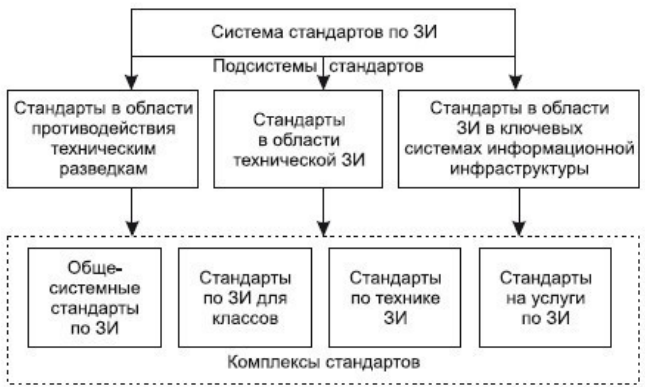 Система стандартов по ЗИ
Подсистемы стандартов
Стандарты в области
противодействия
техническим
разведкам
Стандарты
в области
технической ЗИ
Стандарты в области
ЗИ в ключевых
системах информационной
инфраструктуры
Обще-
системные
стандарты
по ЗИ
Стандарты
по ЗИ для
классов
Стандарты
по технике
ЗИ
Стандарты
на услуги
по ЗИ
Комплексы стандартов